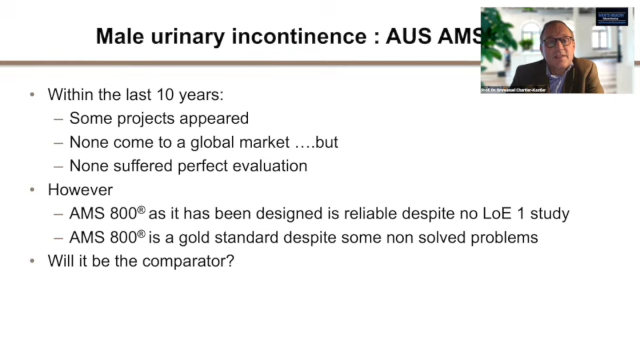 Male urinary incontinence : AUS AMS
• Within the last 10 years:
– Some projects appeared
– None come to a global market ….but
– None suffered perfect evaluation
• However
– AMS 800® as it has been designed is reliable despite no LoE 1 study
– AMS 800® is a gold standard despite some non solved problems
• Will it be the comparator?